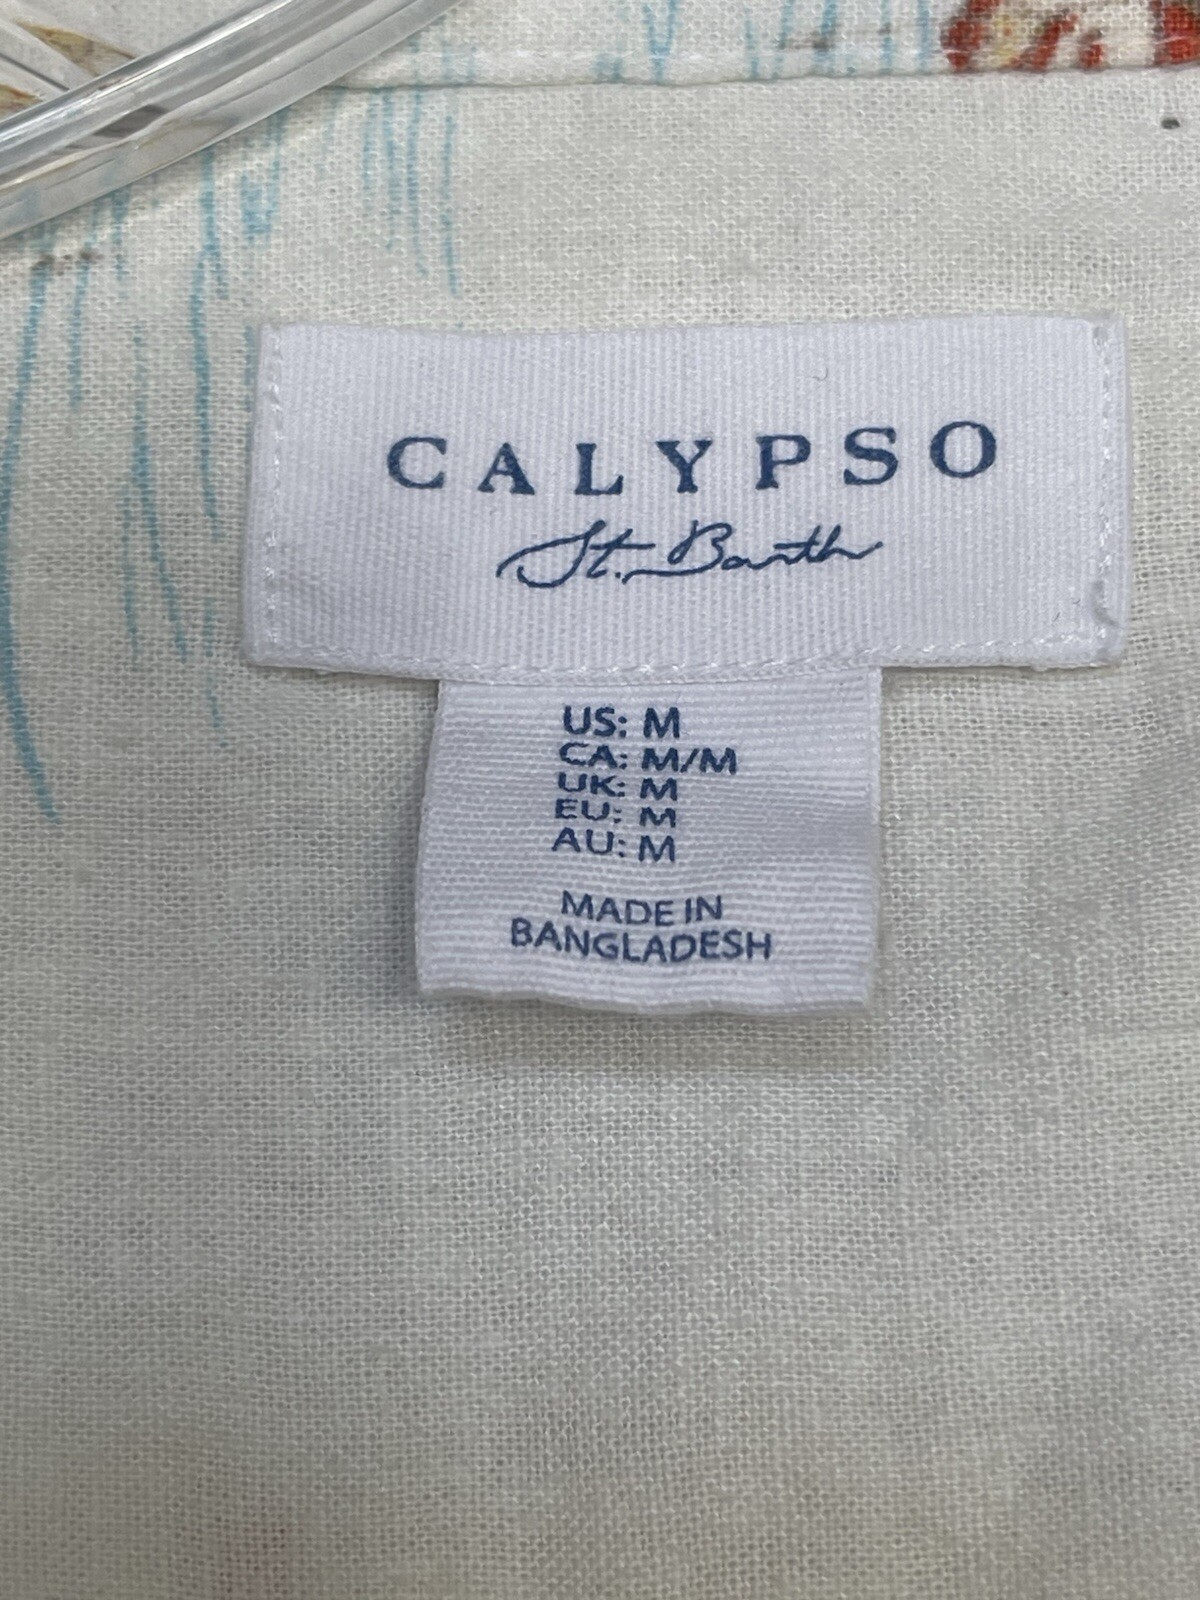 CALYPSO
St. Barth
US: M
CA: M/M
UK: M
EU: M
AU: M
MADE IN
BANGLADESH